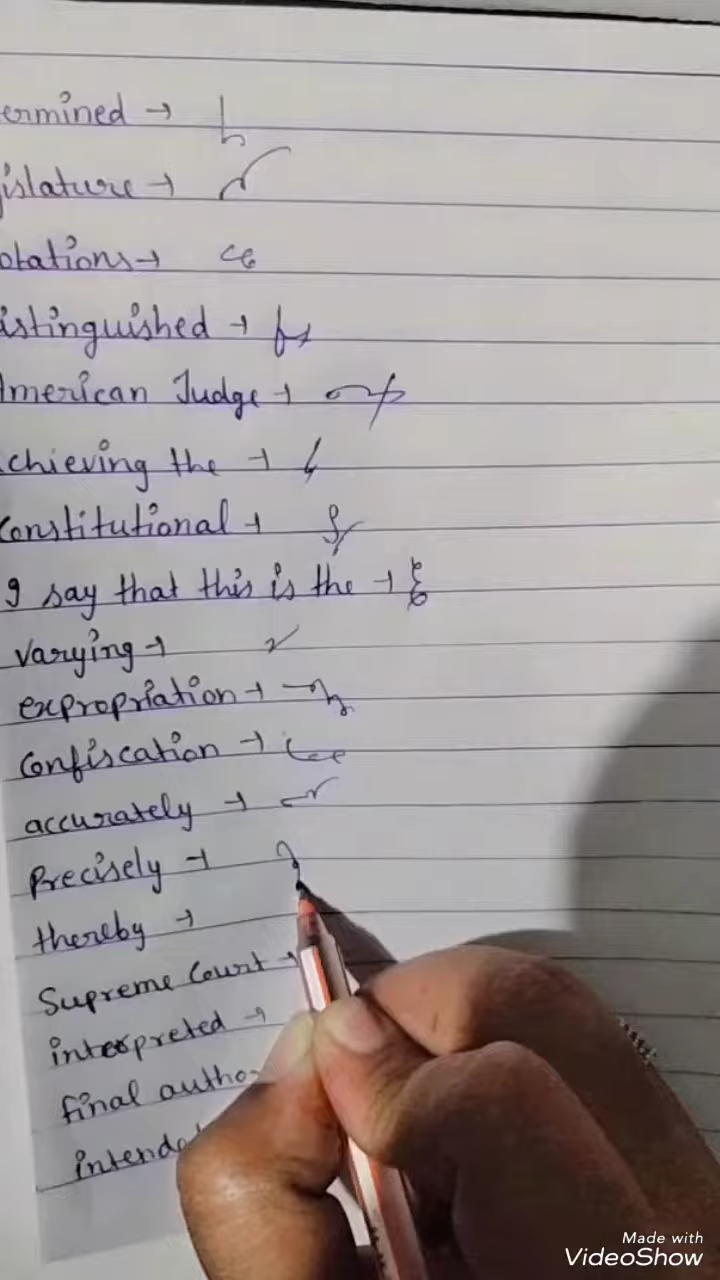 ermined →
islature →
otations →
istinguished →
American Judge →
chieving the →
Constitutional →
I say that this is the →
varying →
expropriation →
Confiscation →
accurately →
Precisely →
thereby →
Supreme Court →
interpreted →
final autho
intend
Made with
VideoShow